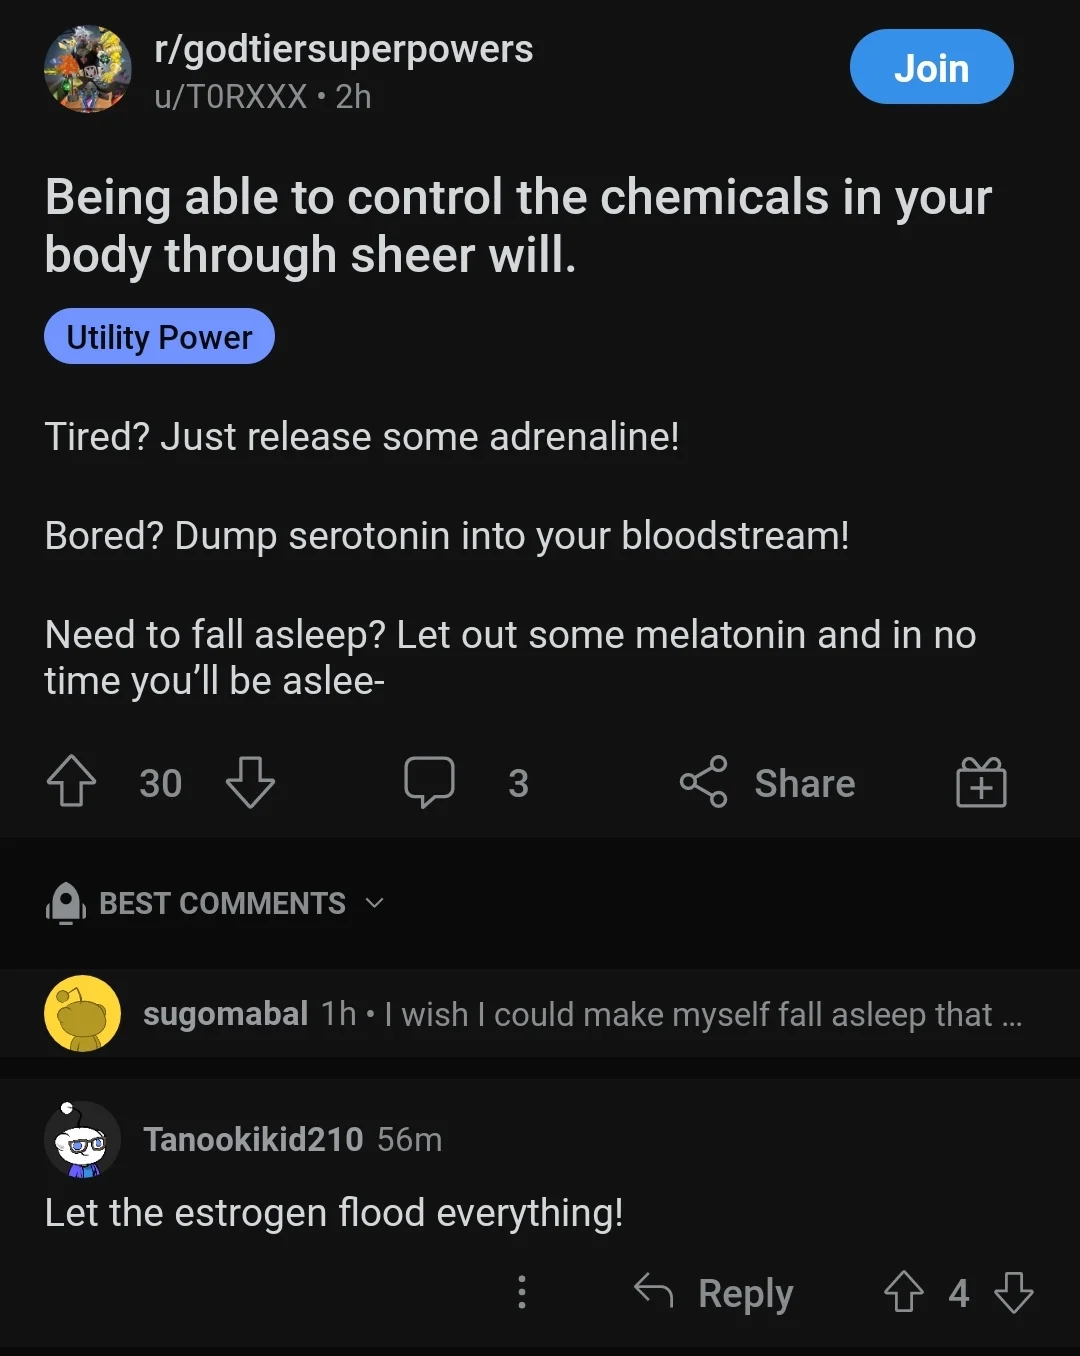 r/godtiersuperpowers
u/T0RXXX • 2h
Join
Being able to control the chemicals in your
body through sheer will.
Utility Power
Tired? Just release some adrenaline!
Bored? Dump serotonin into your bloodstream!
Need to fall asleep? Let out some melatonin and in no
time you’ll be aslee-
30
3
Share
BEST COMMENTS
sugomabal 1h • I wish I could make myself fall asleep that ...
Tanookikid210 56m
Let the estrogen flood everything!
Reply
4